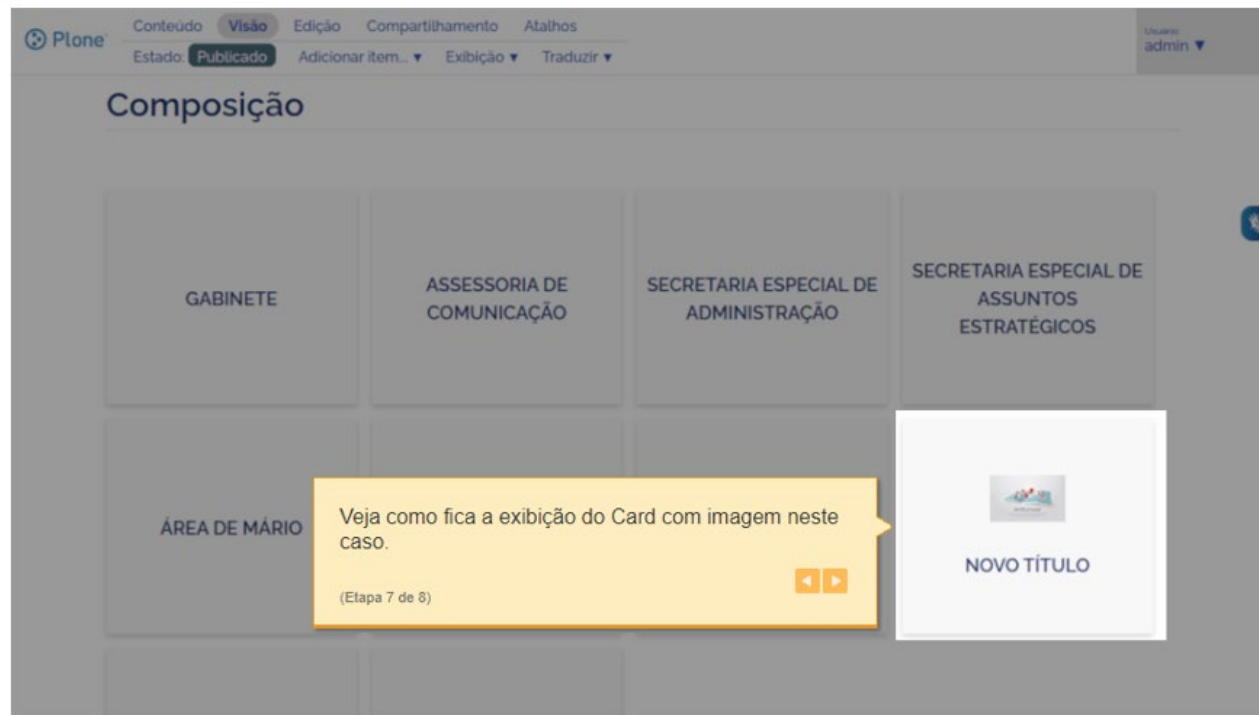 Plone
Conteúdo Visão Edição Compartilhamento Atalhos
Estado: Publicado Adicionar item... ▼ Exibição ▼ Traduzir ▼
Usuário
admin ▼
Composição
GABINETE
ASSESSORIA DE
COMUNICAÇÃO
SECRETARIA ESPECIAL DE
ADMINISTRAÇÃO
SECRETARIA ESPECIAL DE
ASSUNTOS
ESTRATÉGICOS
ÁREA DE MÁRIO
Veja como fica a exibição do Card com imagem neste
caso.
(Etapa 7 de 8)
NOVO TÍTULO